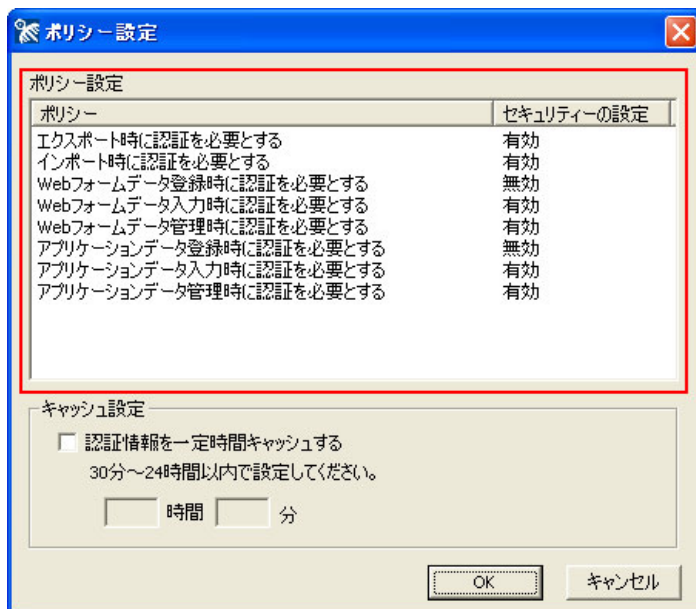 ポリシー設定
ポリシー設定
ポリシー セキュリティーの設定
エクスポート時に認証を必要とする 有効
インポート時に認証を必要とする 有効
Webフォームデータ登録時に認証を必要とする 無効
Webフォームデータ入力時に認証を必要とする 有効
Webフォームデータ管理時に認証を必要とする 有効
アプリケーションデータ登録時に認証を必要とする 無効
アプリケーションデータ入力時に認証を必要とする 有効
アプリケーションデータ管理時に認証を必要とする 有効
キャッシュ設定
認証情報を一定時間キャッシュする
30分～24時間以内で設定してください。
時間 分
OK キャンセル